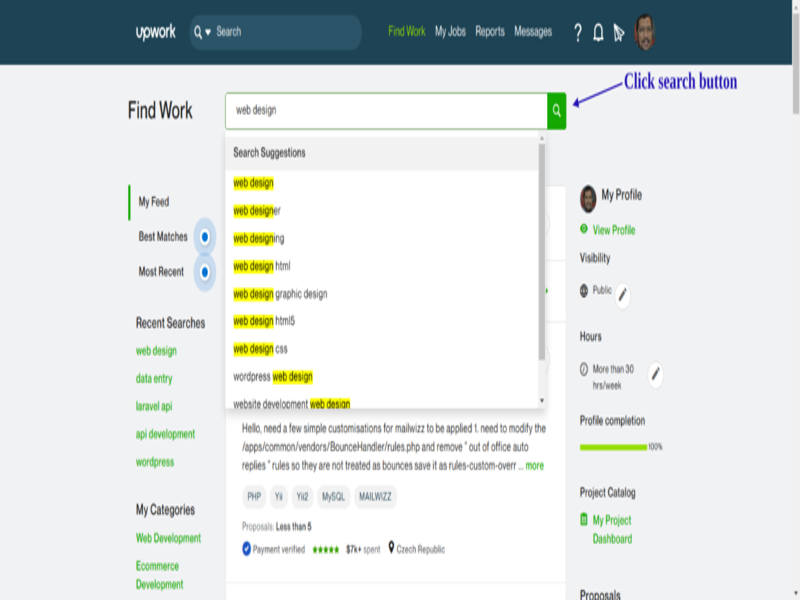 upwork
Search
Find Work
My Jobs
Reports
Messages
?
Click search button
Find Work
web design
Search Suggestions
web design
web designer
web designing
web design html
web design graphic design
web design html5
web design css
wordpress web design
website development web design
My Feed
Best Matches
Most Recent
Recent Searches
web design
data entry
laravel api
api development
wordpress
My Categories
Web Development
Ecommerce
Development
Hello, need a few simple customisations for mailwizz to be applied 1. need to modify the
/apps/common/vendors/BounceHandler/rules.php and remove " out of office auto
replies " rules so they are not treated as bounces save it as rules-custom-overr ... more
PHP
Yii
Yii2
MySQL
MAILWIZZ
Proposals: Less than 5
Payment verified
$7k+ spent
Czech Republic
My Profile
View Profile
Visibility
Public
Hours
More than 30
hrs/week
Profile completion
100%
Project Catalog
My Project
Dashboard
Proposals